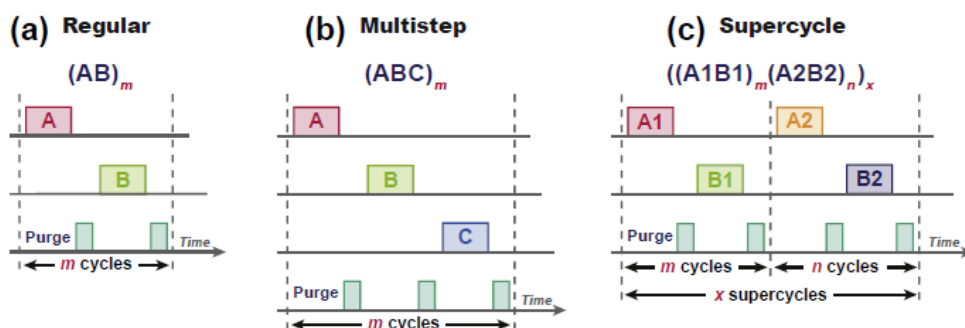 (a) Regular
(AB)m
A
B
Purge
Time
m cycles
(b) Multistep
(ABC)m
A
B
C
Purge
Time
m cycles
(c) Supercycle
((A1B1)m(A2B2)n)x
A1 A2
B1 B2
Purge
Time
m cycles n cycles
x supercycles